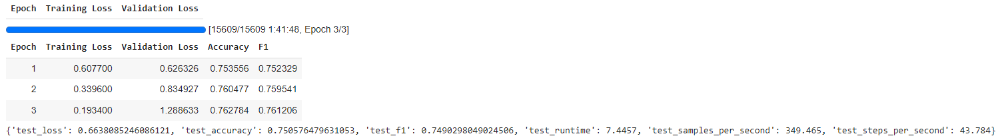 Epoch Training Loss Validation Loss
[15609/15609 1:41:48, Epoch 3/3]
Epoch Training Loss Validation Loss Accuracy F1
1 0.607700 0.626326 0.753556 0.752329
2 0.339600 0.834927 0.760477 0.759541
3 0.193400 1.288633 0.762784 0.761206
{'test_loss': 0.6638085246086121, 'test_accuracy': 0.750576479631053, 'test_f1': 0.7490298049024506, 'test_runtime': 7.4457, 'test_samples_per_second': 349.465, 'test_steps_per_second': 43.784}